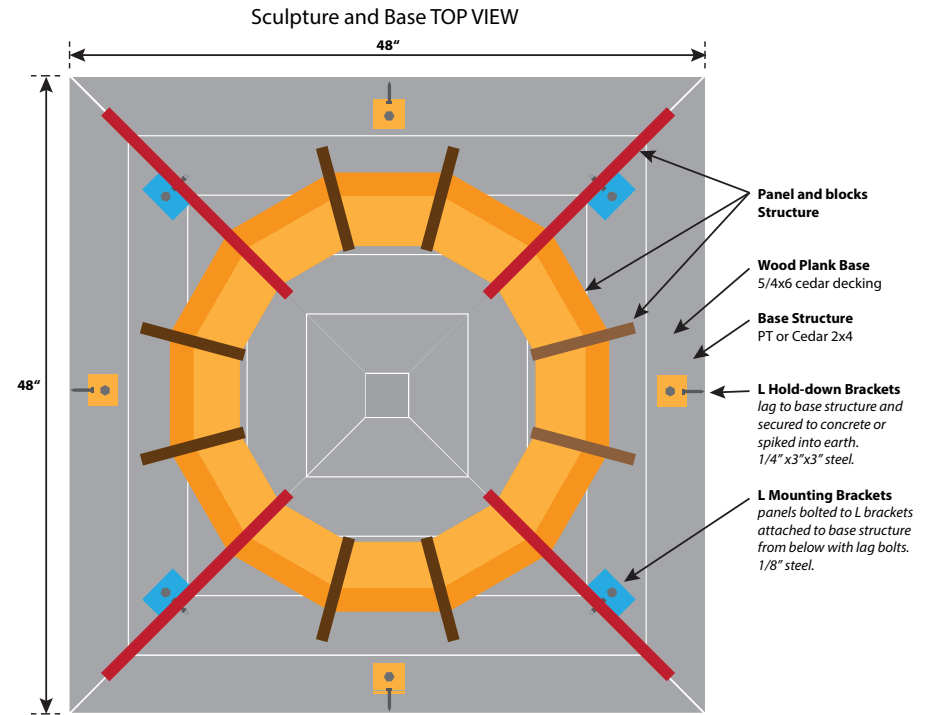 Sculpture and Base TOP VIEW
48“
48“
Panel and blocks
Structure
Wood Plank Base
5/4x6 cedar decking
Base Structure
PT or Cedar 2x4
L Hold-down Brackets
lag to base structure and
secured to concrete or
spiked into earth.
1/4” x3”x3” steel.
L Mounting Brackets
panels bolted to L brackets
attached to base structure
from below with lag bolts.
1/8” steel.